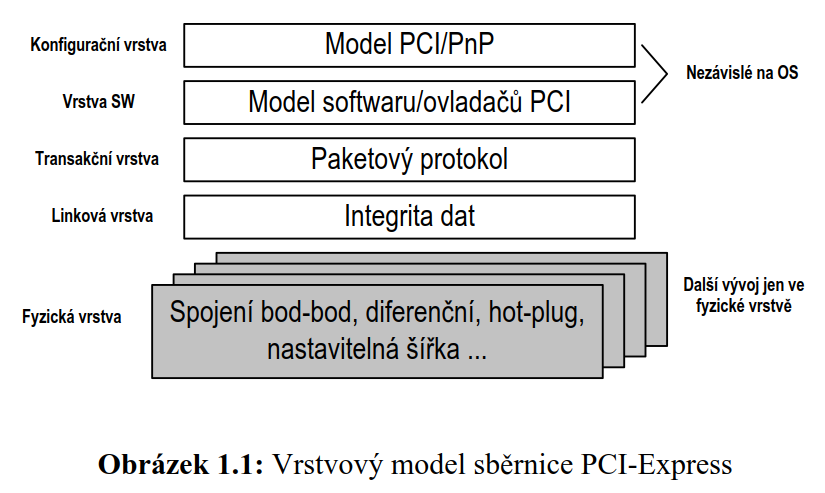 Konfigurační vrstva
Model PCI/PnP
Nezávislé na OS
Vrstva SW
Model softwaru/ovladačů PCI
Transakční vrstva
Paketový protokol
Linková vrstva
Integrita dat
Fyzická vrstva
Spojení bod-bod, diferenční, hot-plug,
nastavitelná šířka ...
Další vývoj jen ve
fyzické vrstvě
Obrázek 1.1: Vrstvový model sběrnice PCI-Express